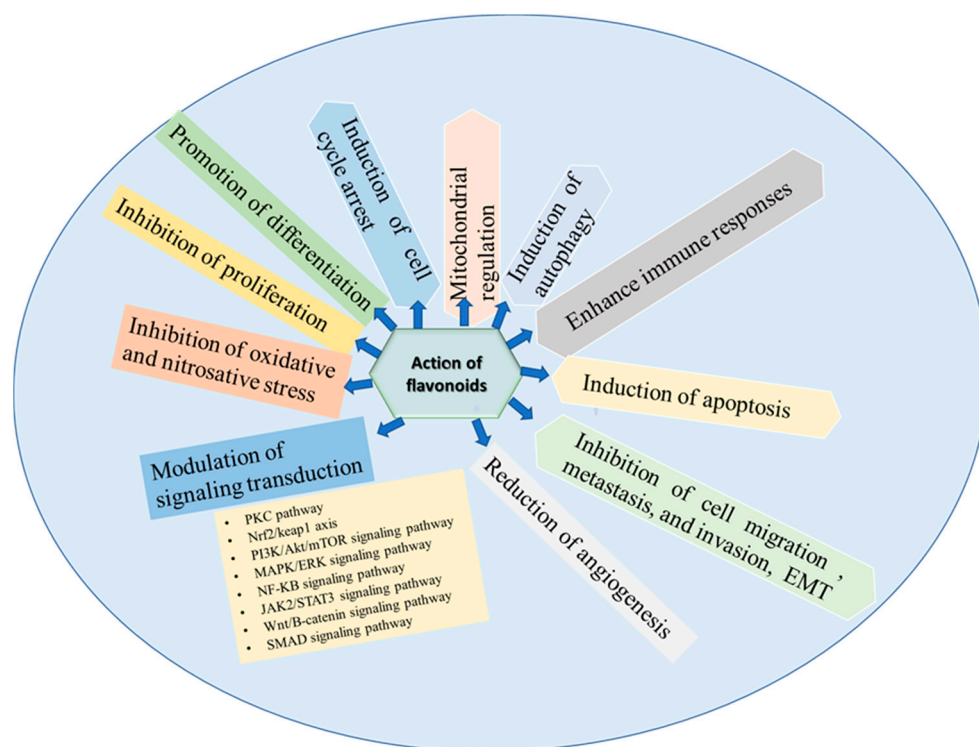 Promotion of differentiation
Inhibition of proliferation
Inhibition of oxidative
and nitrosative stress
Modulation of
signaling transduction
• PKC pathway
• Nrf2/keap1 axis
• PI3K/Akt/mTOR signaling pathway
• MAPK/ERK signaling pathway
• NF-KB signaling pathway
• JAK2/STAT3 signaling pathway
• Wnt/B-catenin signaling pathway
• SMAD signaling pathway
Induction of cell
cycle arrest
Mitochondrial
regulation
Induction of
autophagy
Enhance immune responses
Action of
flavonoids
Induction of apoptosis
Inhibition of cell migration ,
metastasis, and invasion, EMT
Reduction of angiogenesis